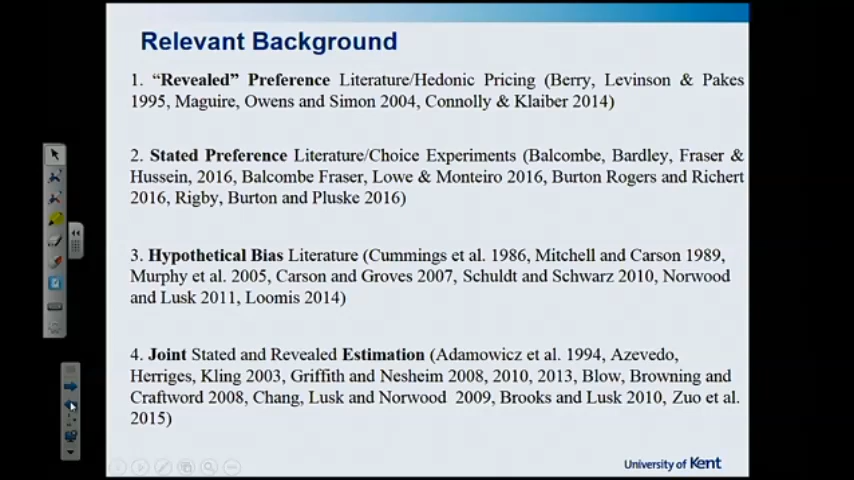 Relevant Background
1. “Revealed” Preference Literature/Hedonic Pricing (Berry, Levinson & Pakes
1995, Maguire, Owens and Simon 2004, Connolly & Klaiber 2014)
2. Stated Preference Literature/Choice Experiments (Balcombe, Bardley, Fraser &
Hussein, 2016, Balcombe Fraser, Lowe & Monteiro 2016, Burton Rogers and Richert
2016, Rigby, Burton and Pluske 2016)
3. Hypothetical Bias Literature (Cummings et al. 1986, Mitchell and Carson 1989,
Murphy et al. 2005, Carson and Groves 2007, Schuldt and Schwarz 2010, Norwood
and Lusk 2011, Loomis 2014)
4. Joint Stated and Revealed Estimation (Adamowicz et al. 1994, Azevedo,
Herriges, Kling 2003, Griffith and Nesheim 2008, 2010, 2013, Blow, Browning and
Craftword 2008, Chang, Lusk and Norwood 2009, Brooks and Lusk 2010, Zuo et al.
2015)
University of Kent